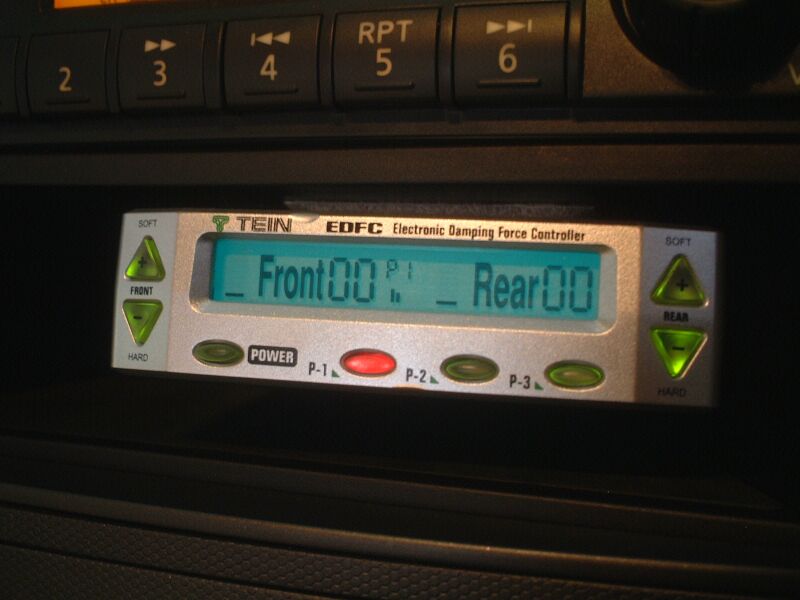 2 3 4 RPT 5 6
TEIN EDFC Electronic Damping Force Controller
SOFT
+
FRONT
-
HARD
_ Front00 P1 _ Rear00
POWER P-1 P-2 P-3
SOFT
+
REAR
-
HARD